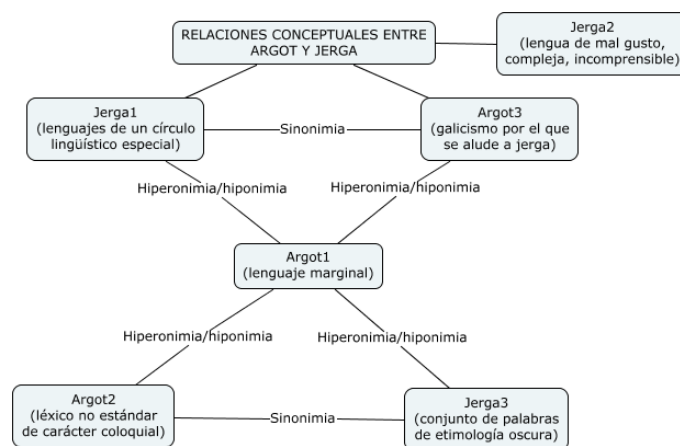 RELACIONES CONCEPTUALES ENTRE
ARGOT Y JERGA
Jerga2
(lengua de mal gusto,
compleja, incomprensible)
Jerga1
(lenguajes de un círculo
lingüístico especial)
Sinonimia
Argot3
(galicismo por el que
se alude a jerga)
Hiperonimia/hiponimia
Hiperonimia/hiponimia
Argot1
(lenguaje marginal)
Hiperonimia/hiponimia
Hiperonimia/hiponimia
Argot2
(léxico no estándar
de carácter coloquial)
Sinonimia
Jerga3
(conjunto de palabras
de etimología oscura)